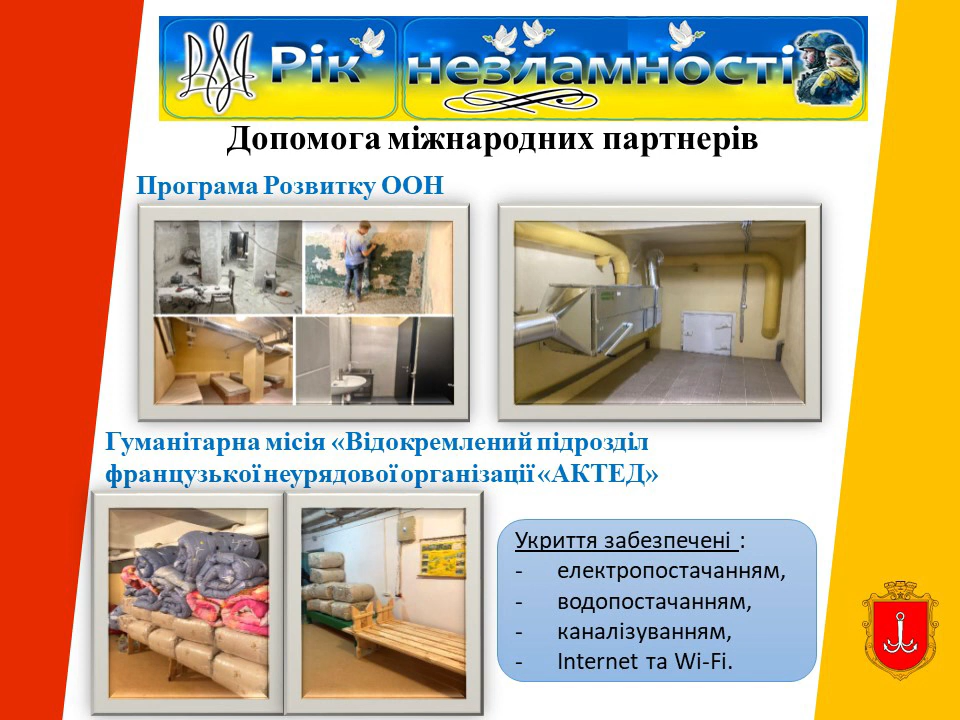 Рік незламності
Допомога міжнародних партнерів
Програма Розвитку ООН
Гуманітарна місія «Відокремлений підрозділ
французької неурядової організації «АКТЕД»
Укриття забезпечені :
- електропостачанням,
- водопостачанням,
- каналізуванням,
- Internet та Wi-Fi.